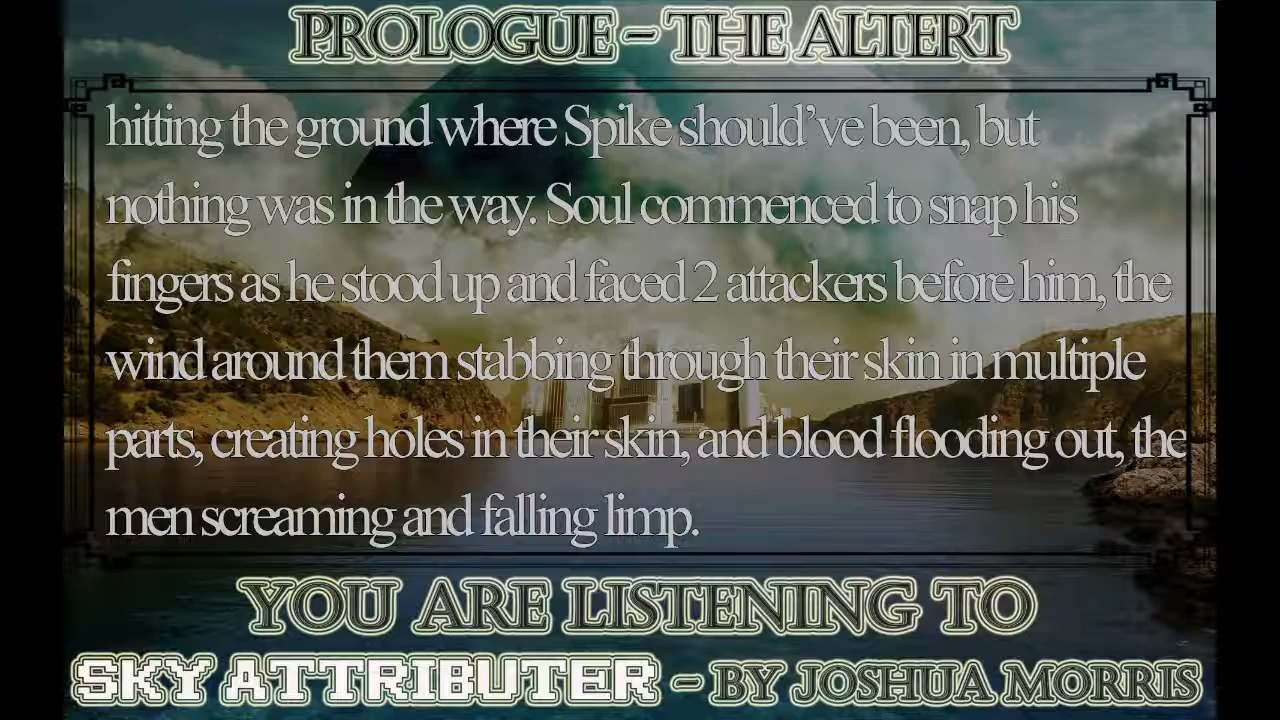 PROLOGUE - THE ALTERT
hitting the ground where Spike should’ve been, but
nothing was in the way. Soul commenced to snap his
fingers as he stood up and faced 2 attackers before him, the
wind around them stabbing through their skin in multiple
parts, creating holes in their skin, and blood flooding out, the
men screaming and falling limp.
YOU ARE LISTENING TO
SKY ATTRIBUTER - BY JOSHUA MORRIS